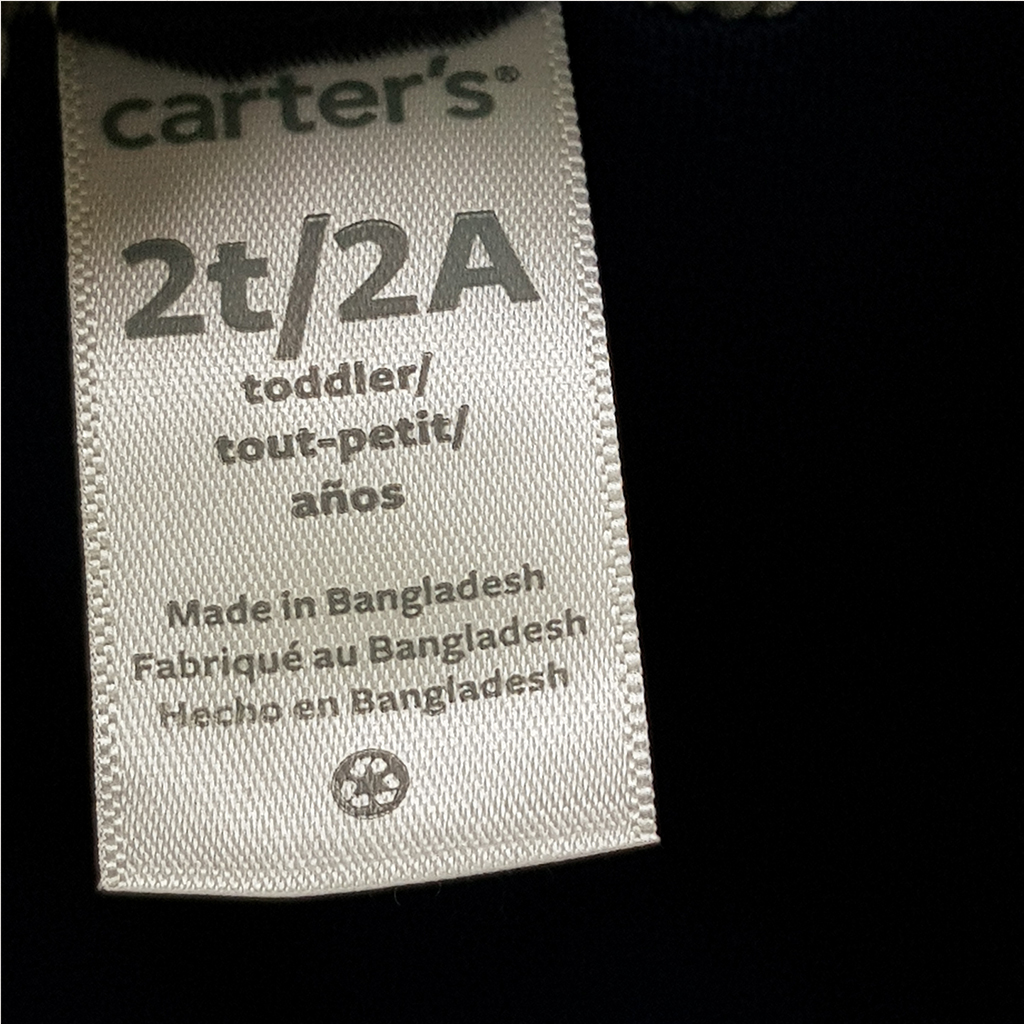 carter's®
2t/2A
toddler/
tout-petit/
años
Made in Bangladesh
Fabriqué au Bangladesh
Hecho en Bangladesh